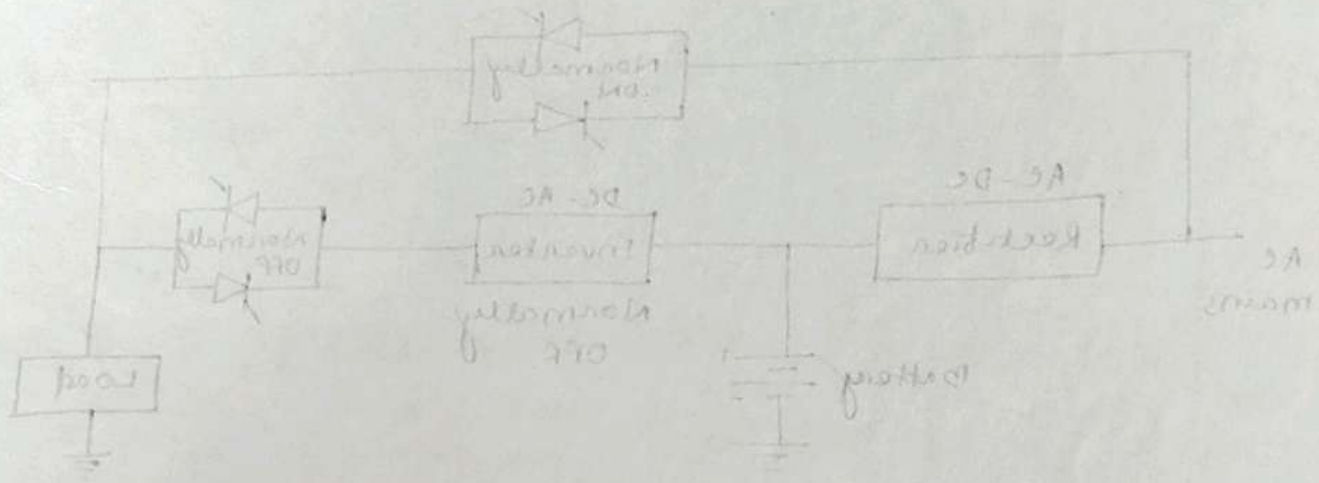 Normally
ON.
AC - DC
DC - AC
AC
mains
Rectifier
Inverter
Normally
OFF
Normally
OFF
Battery
Load